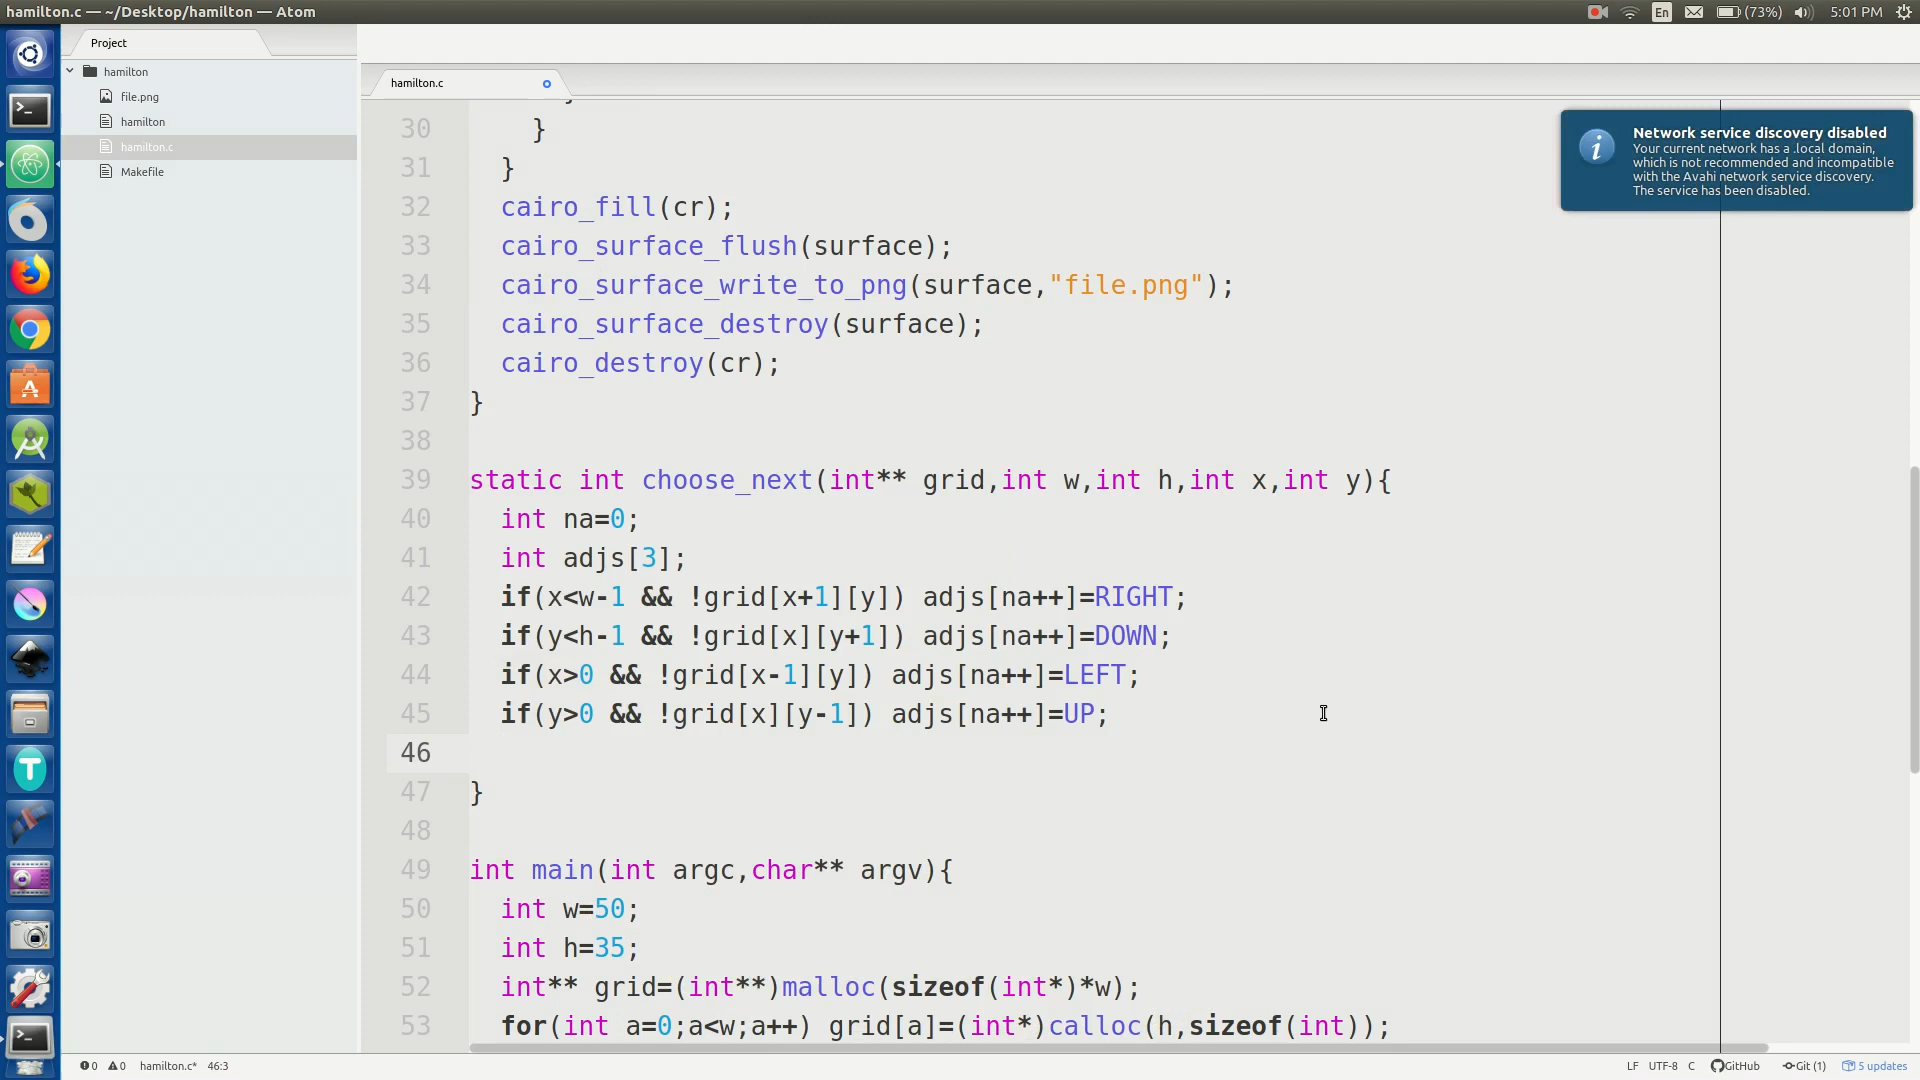 hamilton.c — ~/Desktop/hamilton — Atom
En
(73%)
5:01 PM
Project
hamilton
file.png
hamilton
hamilton.c
Makefile
hamilton.c
Network service discovery disabled
Your current network has a .local domain,
which is not recommended and incompatible
with the Avahi network service discovery.
The service has been disabled.
30 }
31 }
32 cairo_fill(cr);
33 cairo_surface_flush(surface);
34 cairo_surface_write_to_png(surface,"file.png");
35 cairo_surface_destroy(surface);
36 cairo_destroy(cr);
37 }
38
39 static int choose_next(int** grid,int w,int h,int x,int y){
40 int na=0;
41 int adjs[3];
42 if(x<w-1 && !grid[x+1][y]) adjs[na++]=RIGHT;
43 if(y<h-1 && !grid[x][y+1]) adjs[na++]=DOWN;
44 if(x>0 && !grid[x-1][y]) adjs[na++]=LEFT;
45 if(y>0 && !grid[x][y-1]) adjs[na++]=UP;
46
47 }
48
49 int main(int argc,char** argv){
50 int w=50;
51 int h=35;
52 int** grid=(int**)malloc(sizeof(int*)*w);
53 for(int a=0;a<w;a++) grid[a]=(int*)calloc(h,sizeof(int));
0 0 hamilton.c* 46:3
LF UTF-8 C GitHub Git (1) 5 updates